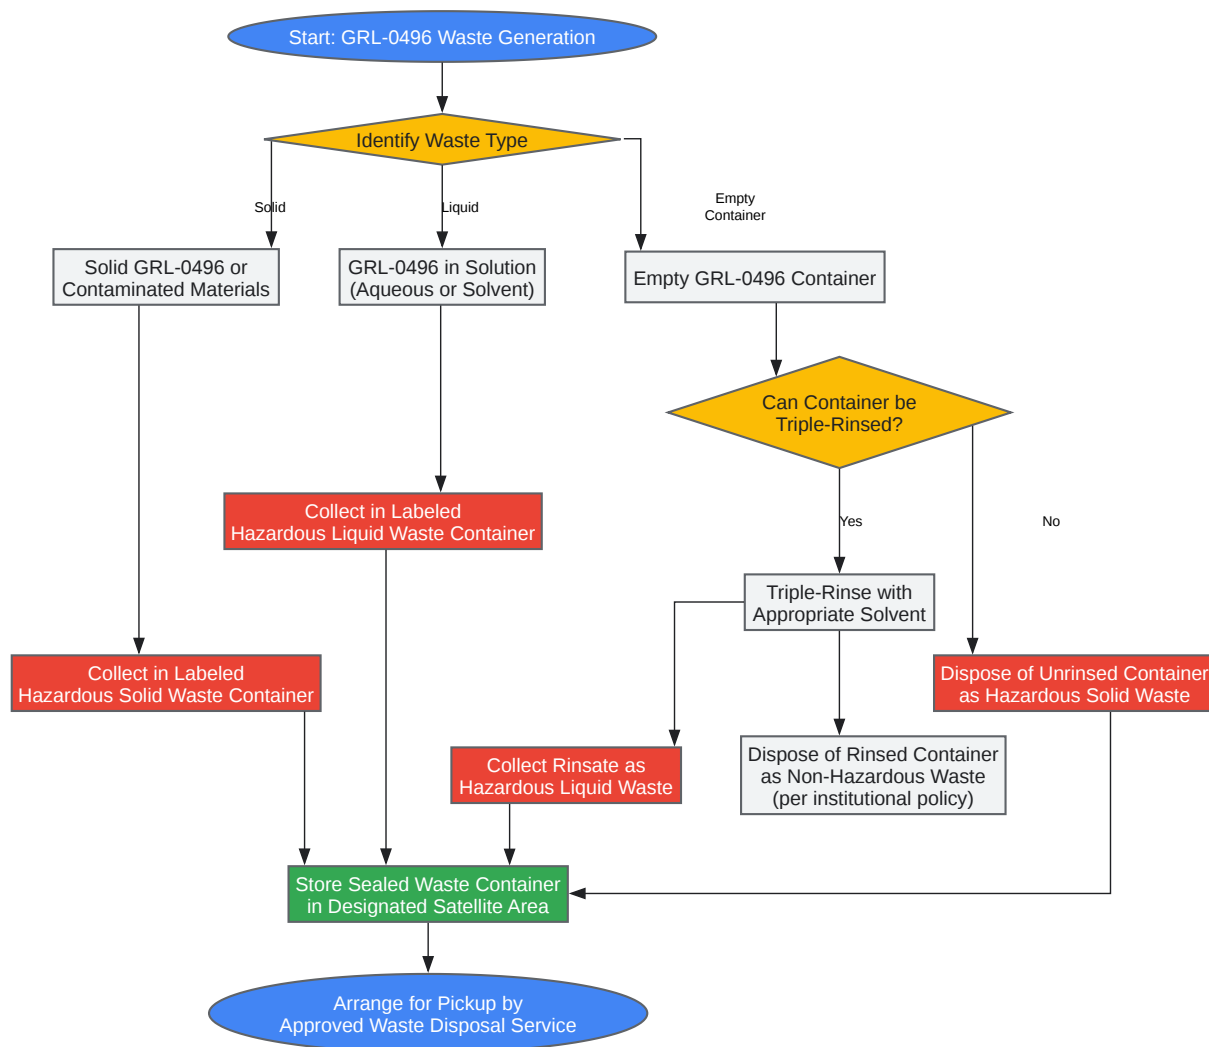 Start: GRL-0496 Waste Generation
Identify Waste Type
Solid
Liquid
Empty
Container
Solid GRL-0496 or
Contaminated Materials
GRL-0496 in Solution
(Aqueous or Solvent)
Empty GRL-0496 Container
Can Container be
Triple-Rinsed?
Collect in Labeled
Hazardous Liquid Waste Container
Yes
No
Triple-Rinse with
Appropriate Solvent
Collect in Labeled
Hazardous Solid Waste Container
Dispose of Unrinsed Container
as Hazardous Solid Waste
Collect Rinsate as
Hazardous Liquid Waste
Dispose of Rinsed Container
as Non-Hazardous Waste
(per institutional policy)
Store Sealed Waste Container
in Designated Satellite Area
Arrange for Pickup by
Approved Waste Disposal Service